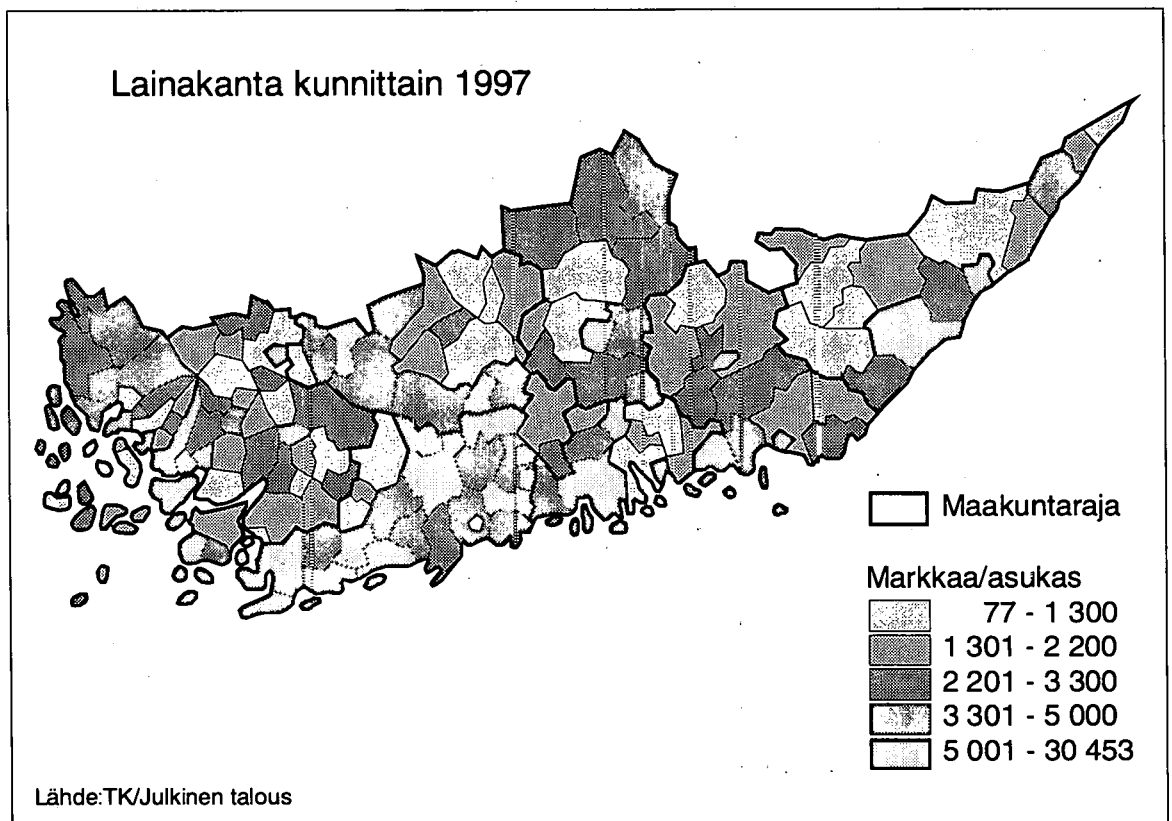 Lainakanta kunnittain 1997
Maakuntaraja
Markkaa/asukas
77 - 1 300
1 301 - 2 200
2 201 - 3 300
3 301 - 5 000
5 001 - 30 453
Lähde:TK/Julkinen talous